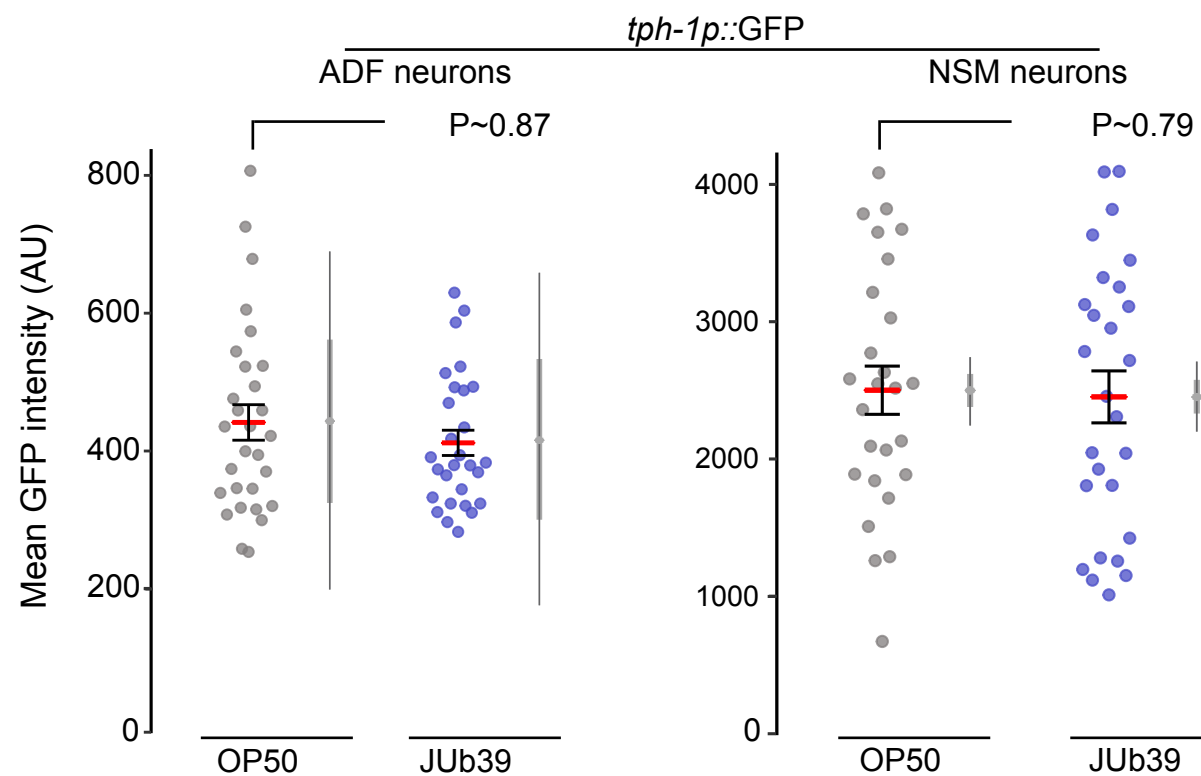 tph-1p::GFP
ADF neurons
NSM neurons
P~0.87
P~0.79
Mean GFP intensity (AU)
800
600
400
200
0
4000
3000
2000
1000
0
OP50
JUb39
OP50
JUb39